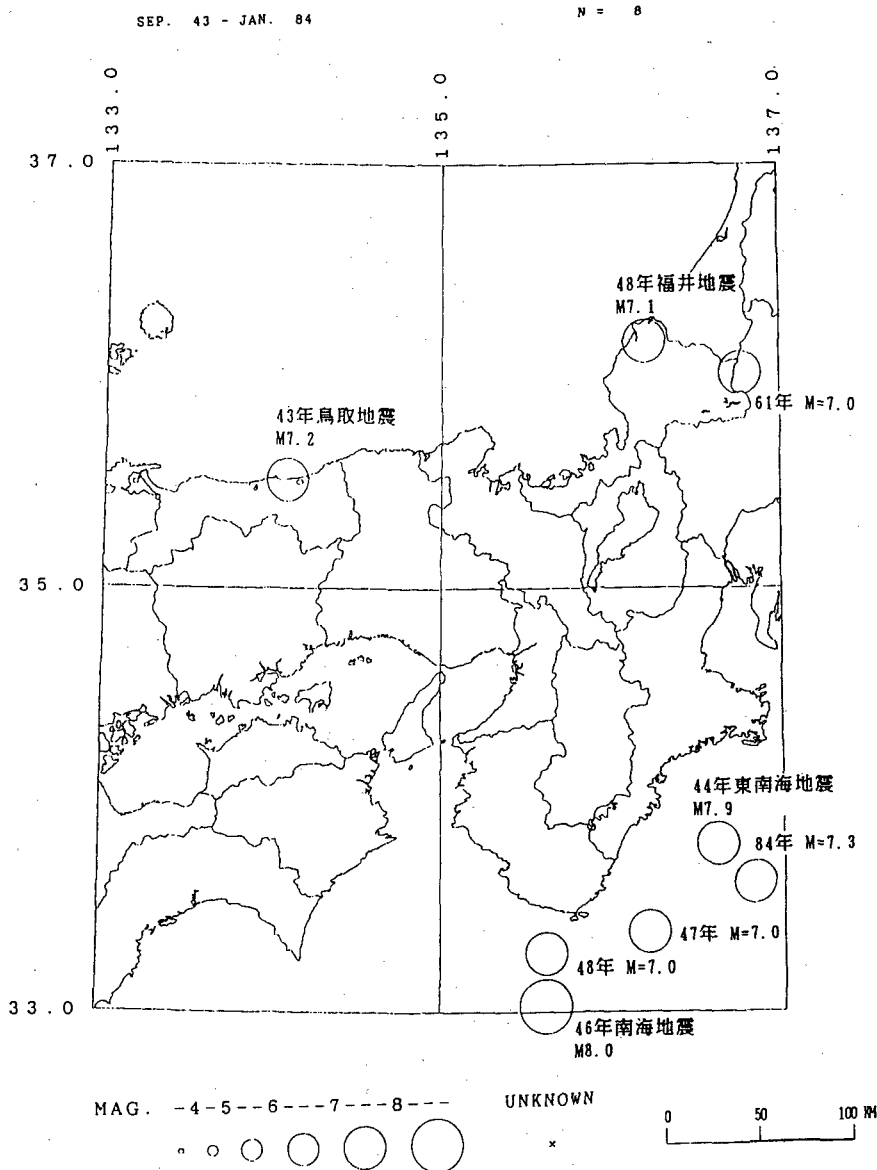 SEP. 43 - JAN. 84
N = 8
133.0
135.0
137.0
37.0
48年福井地震
M7.1
61年 M=7.0
43年鳥取地震
M7.2
35.0
44年東南海地震
M7.9
84年 M=7.3
47年 M=7.0
48年 M=7.0
33.0
46年南海地震
M8.0
MAG. -4-5--6---7---8---
UNKNOWN
0 50 100 KM